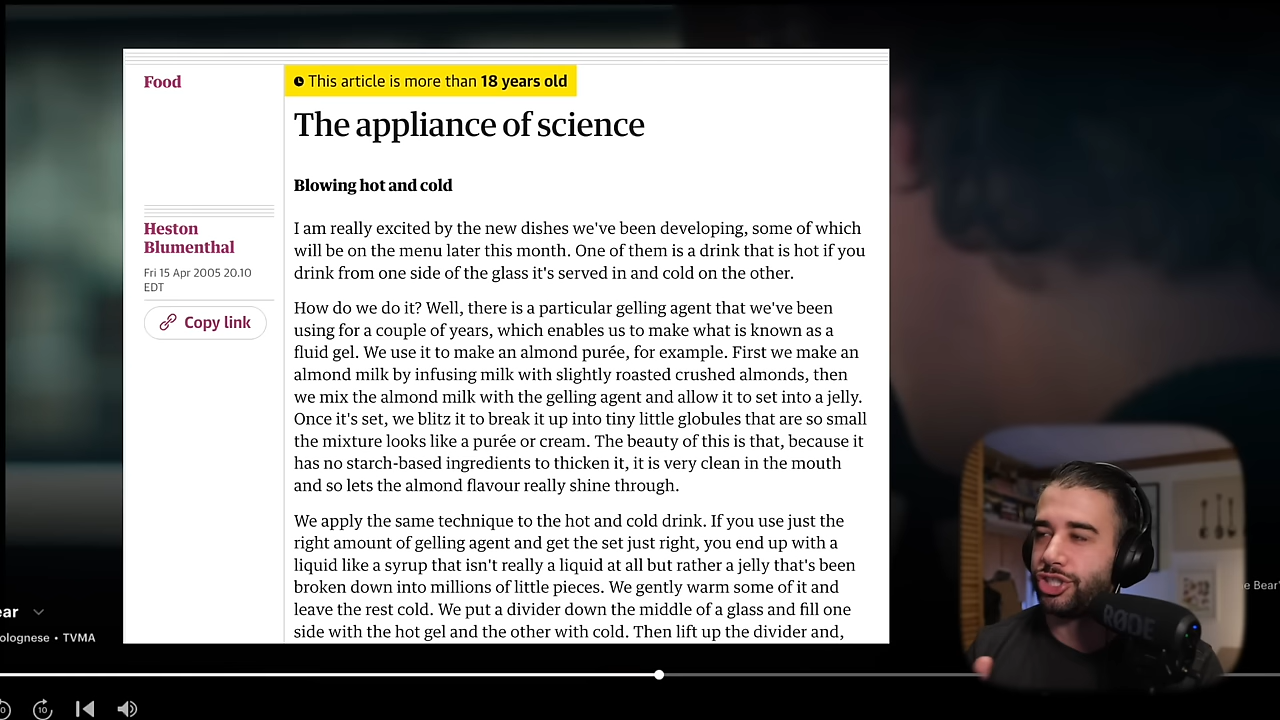 Food
This article is more than 18 years old
The appliance of science
Heston
Blumenthal
Fri 15 Apr 2005 20.10
EDT
Copy link
Blowing hot and cold
I am really excited by the new dishes we've been developing, some of which
will be on the menu later this month. One of them is a drink that is hot if you
drink from one side of the glass it's served in and cold on the other.
How do we do it? Well, there is a particular gelling agent that we've been
using for a couple of years, which enables us to make what is known as a
fluid gel. We use it to make an almond purée, for example. First we make an
almond milk by infusing milk with slightly roasted crushed almonds, then
we mix the almond milk with the gelling agent and allow it to set into a jelly.
Once it's set, we blitz it to break it up into tiny little globules that are so small
the mixture looks like a purée or cream. The beauty of this is that, because it
has no starch-based ingredients to thicken it, it is very clean in the mouth
and so lets the almond flavour really shine through.
We apply the same technique to the hot and cold drink. If you use just the
right amount of gelling agent and get the set just right, you end up with a
liquid like a syrup that isn't really a liquid at all but rather a jelly that's been
broken down into millions of little pieces. We gently warm some of it and
leave the rest cold. We put a divider down the middle of a glass and fill one
side with the hot gel and the other with cold. Then lift up the divider and,
ear
olognese • TVMA
e Bear'
RØDE
10